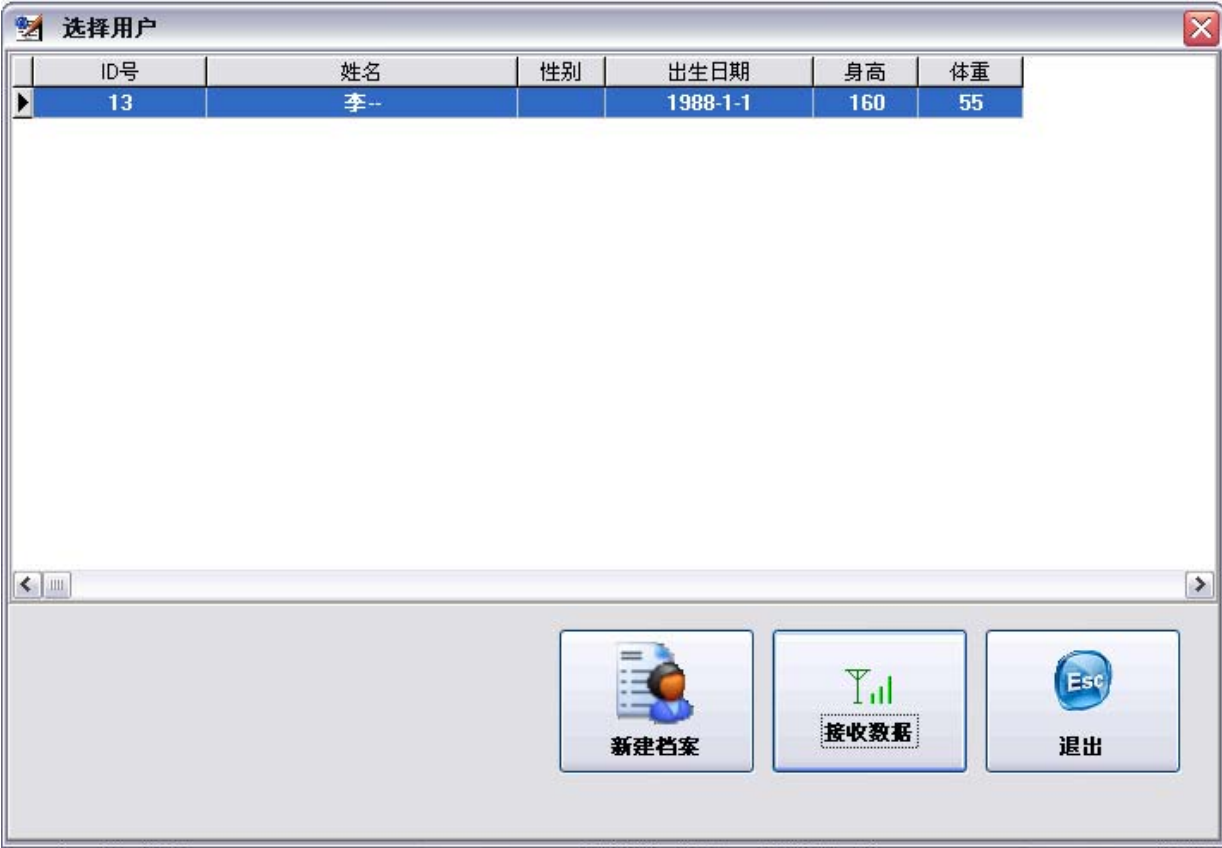 选择用户
ID号 姓名 性别 出生日期 身高 体重
13 李-- 1988-1-1 160 55
Esc
新建档案 接收数据 退出